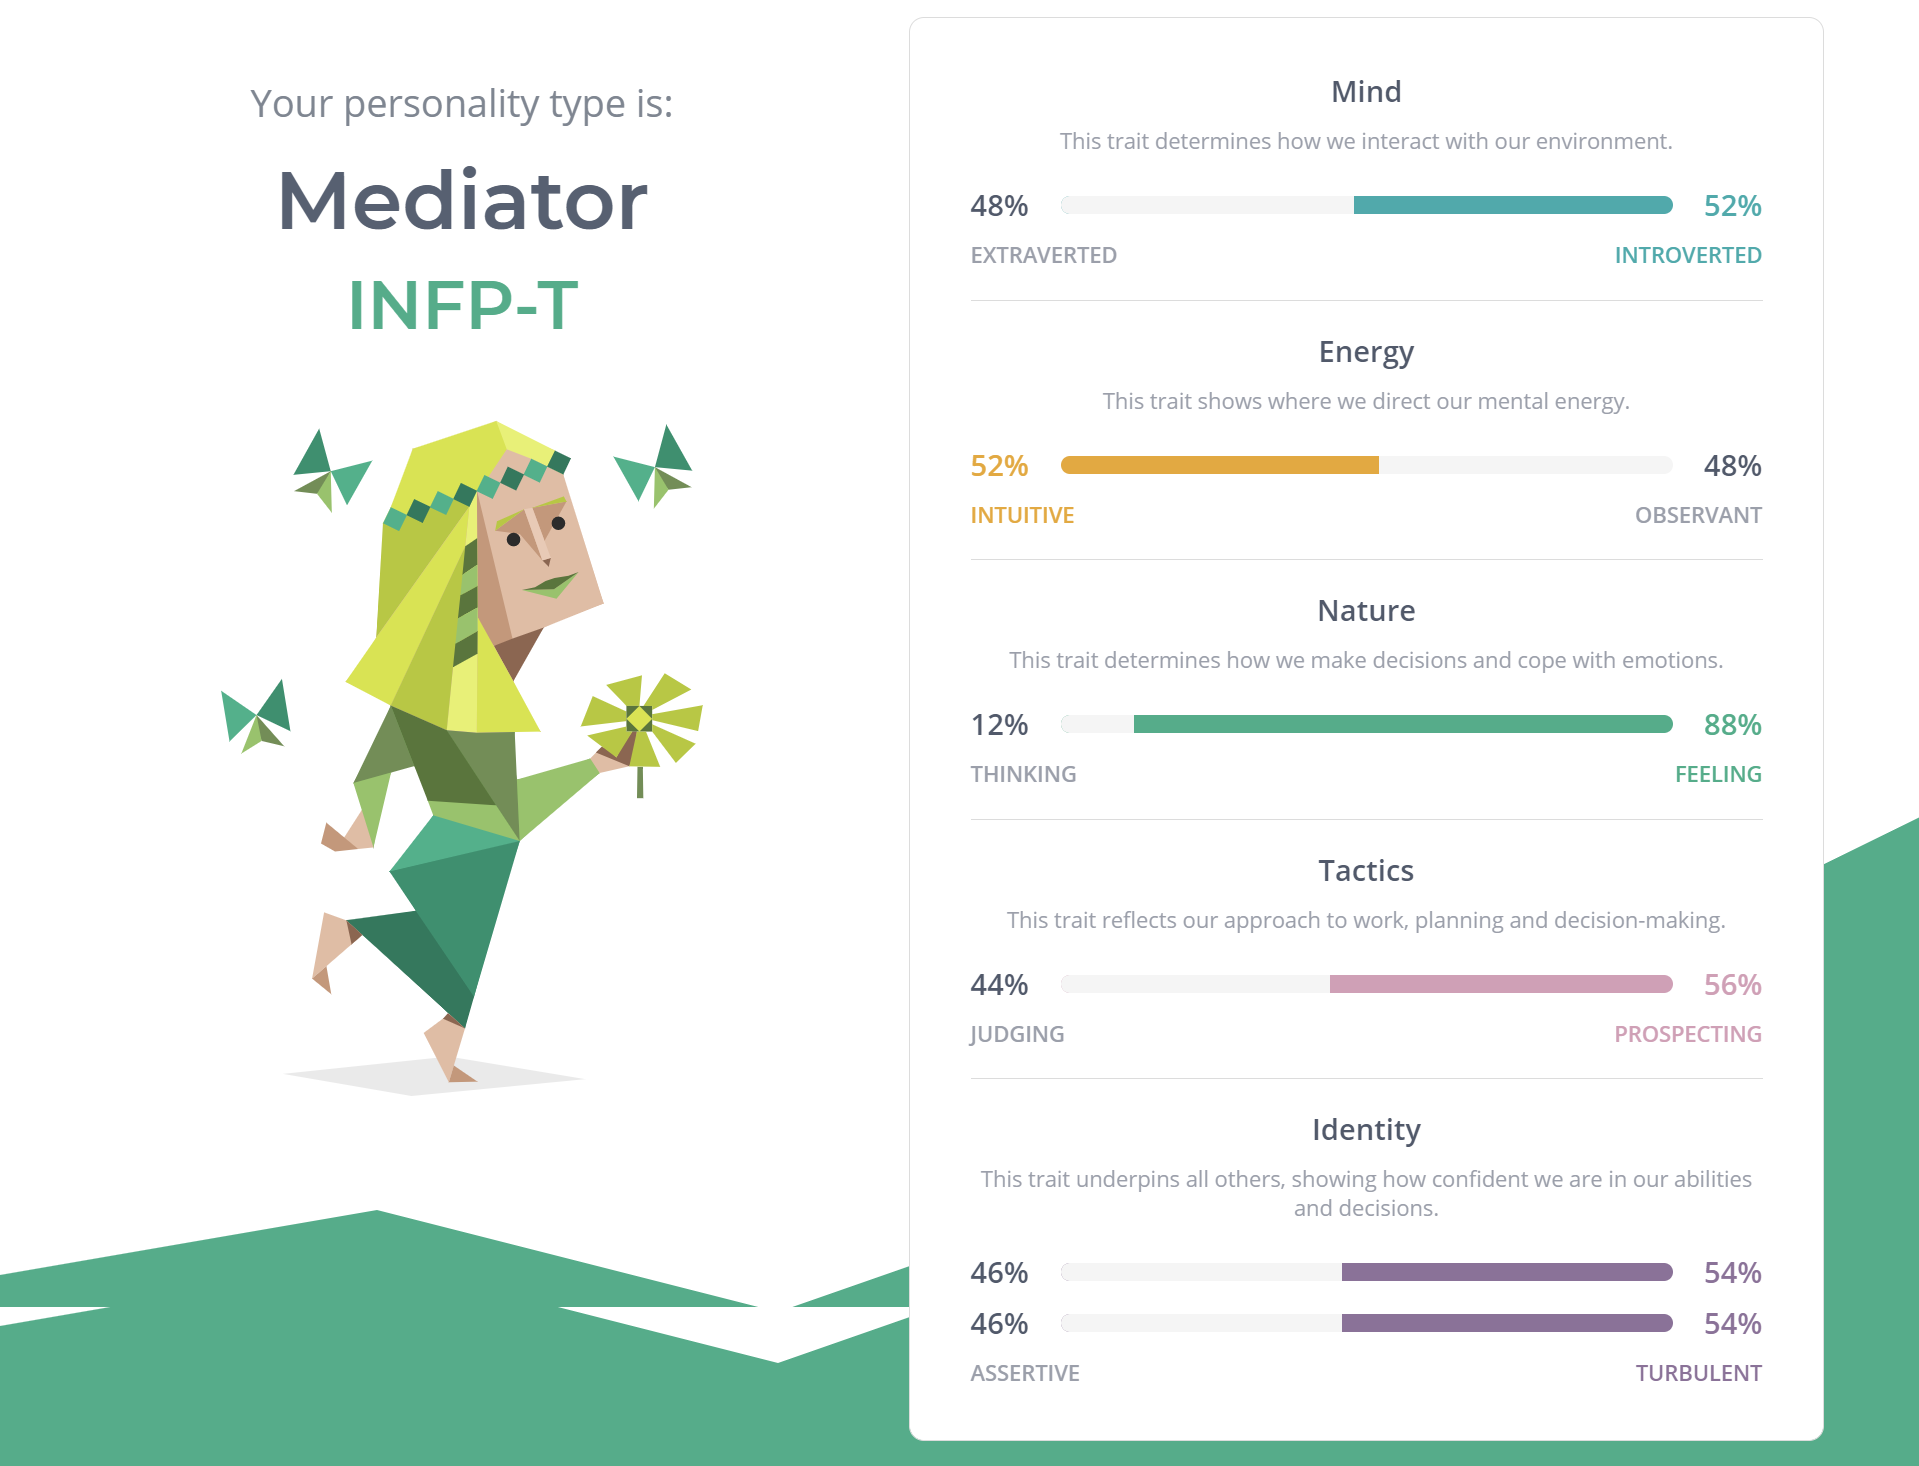 Your personality type is:
Mediator
INFP-T
Mind
This trait determines how we interact with our environment.
48% 52%
EXTRAVERTED INTROVERTED
Energy
This trait shows where we direct our mental energy.
52% 48%
INTUITIVE OBSERVANT
Nature
This trait determines how we make decisions and cope with emotions.
12% 88%
THINKING FEELING
Tactics
This trait reflects our approach to work, planning and decision-making.
44% 56%
JUDGING PROSPECTING
Identity
This trait underpins all others, showing how confident we are in our abilities
and decisions.
46% 54%
46% 54%
ASSERTIVE TURBULENT